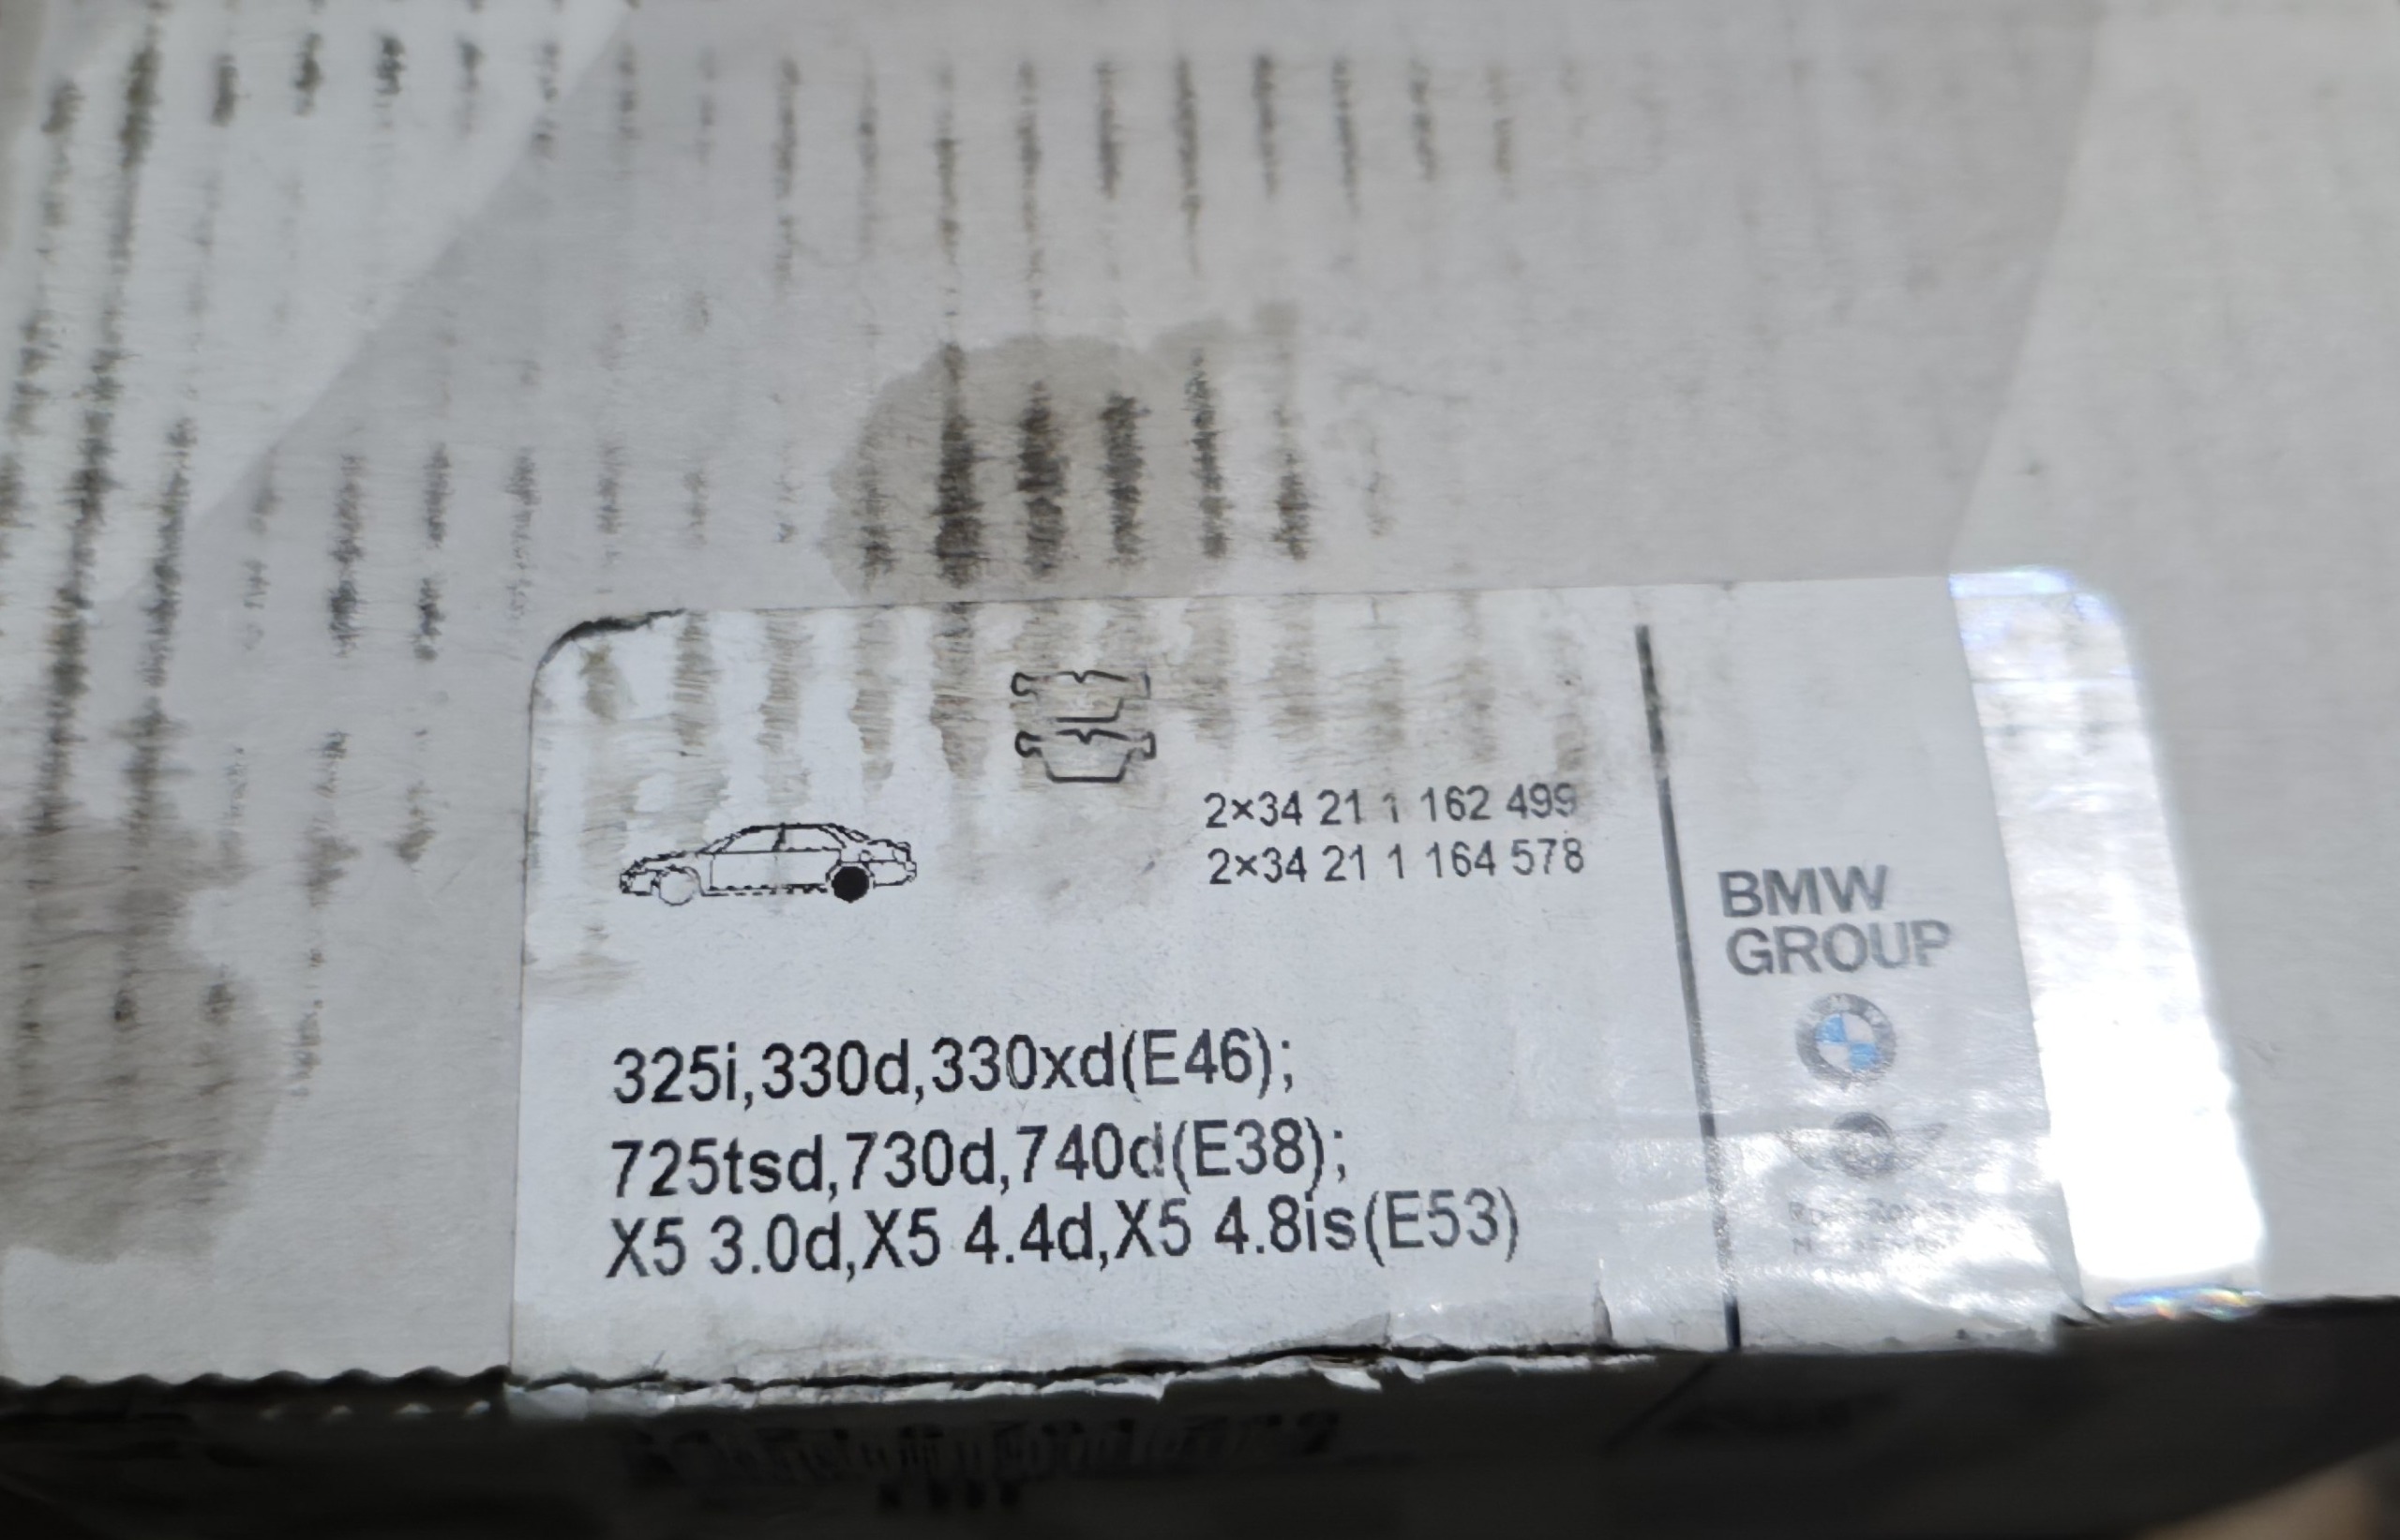 2×34 21 1 162 499
2×34 21 1 164 578
BMW
GROUP
325i,330d,330xd(E46);
725tsd,730d,740d(E38);
X5 3.0d,X5 4.4d,X5 4.8is(E53)